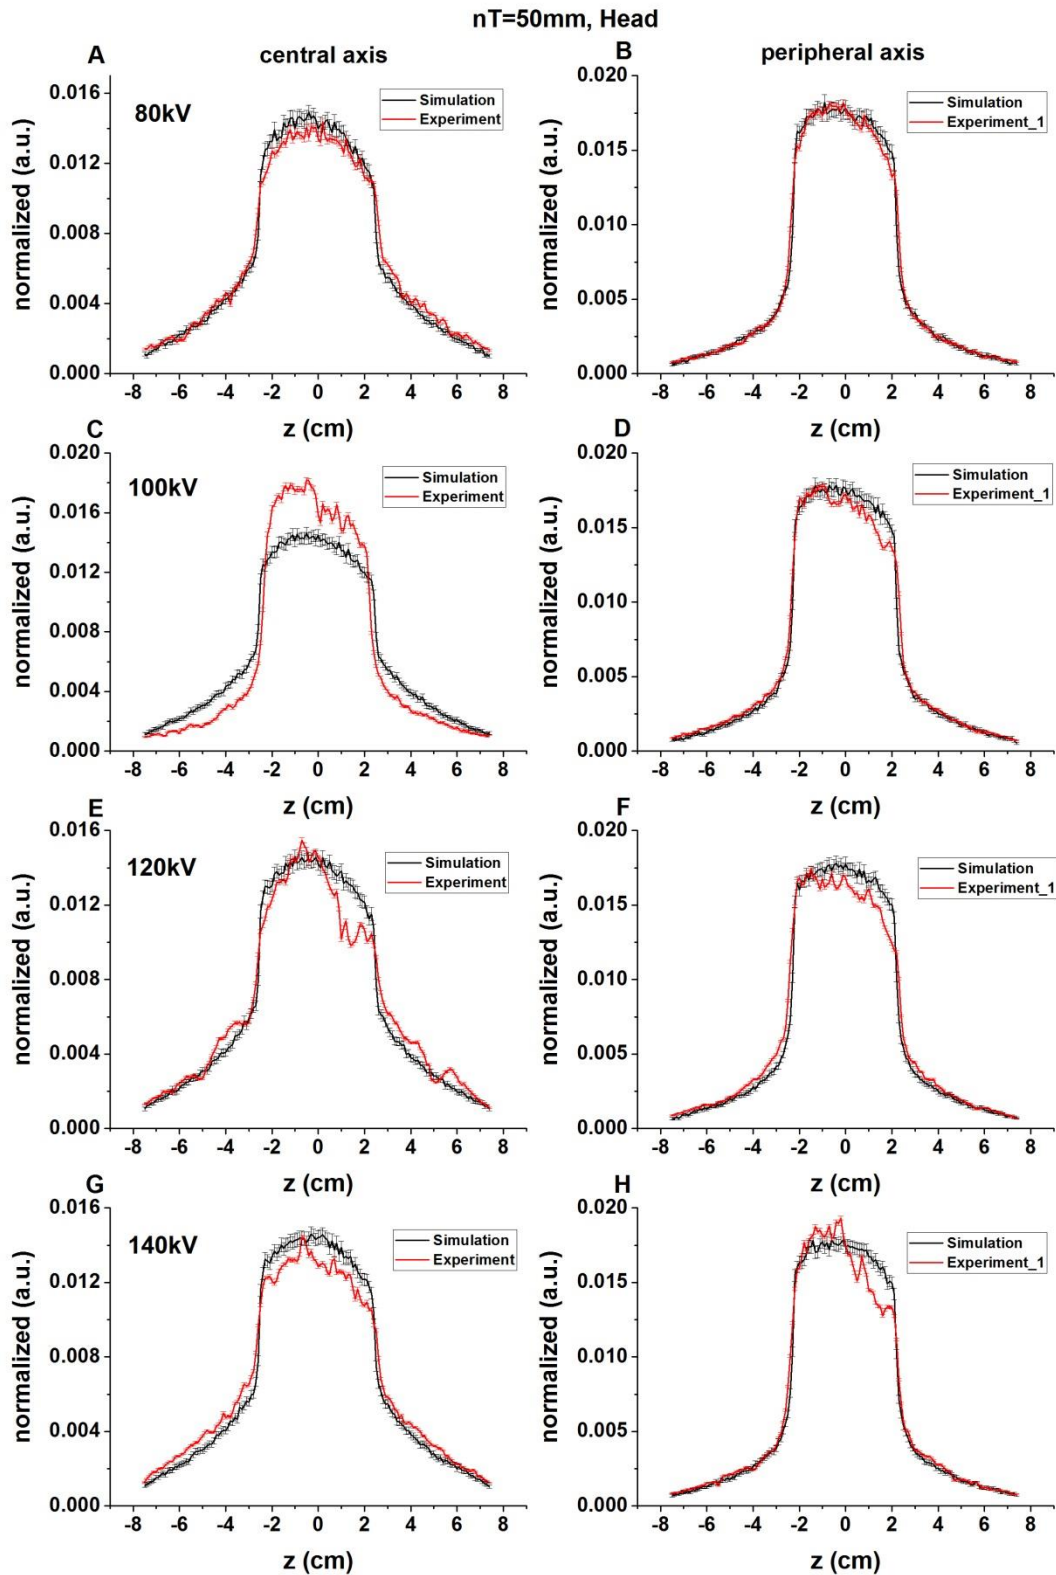 nT=50mm, Head
A central axis
B peripheral axis
80kV
Simulation
Experiment
Simulation
Experiment_1
normalized (a.u.)
0.016
0.012
0.008
0.004
0.000
-8 -6 -4 -2 0 2 4 6 8
z (cm)
normalized (a.u.)
0.020
0.015
0.010
0.005
0.000
-8 -6 -4 -2 0 2 4 6 8
z (cm)
C
100kV
Simulation
Experiment
normalized (a.u.)
0.020
0.016
0.012
0.008
0.004
0.000
-8 -6 -4 -2 0 2 4 6 8
z (cm)
D
Simulation
Experiment_1
normalized (a.u.)
0.020
0.015
0.010
0.005
0.000
-8 -6 -4 -2 0 2 4 6 8
z (cm)
E
120kV
Simulation
Experiment
normalized (a.u.)
0.016
0.012
0.008
0.004
0.000
-8 -6 -4 -2 0 2 4 6 8
z (cm)
F
Simulation
Experiment_1
normalized (a.u.)
0.020
0.015
0.010
0.005
0.000
-8 -6 -4 -2 0 2 4 6 8
z (cm)
G
140kV
Simulation
Experiment
normalized (a.u.)
0.016
0.012
0.008
0.004
0.000
-8 -6 -4 -2 0 2 4 6 8
z (cm)
H
Simulation
Experiment_1
normalized (a.u.)
0.020
0.015
0.010
0.005
0.000
-8 -6 -4 -2 0 2 4 6 8
z (cm)